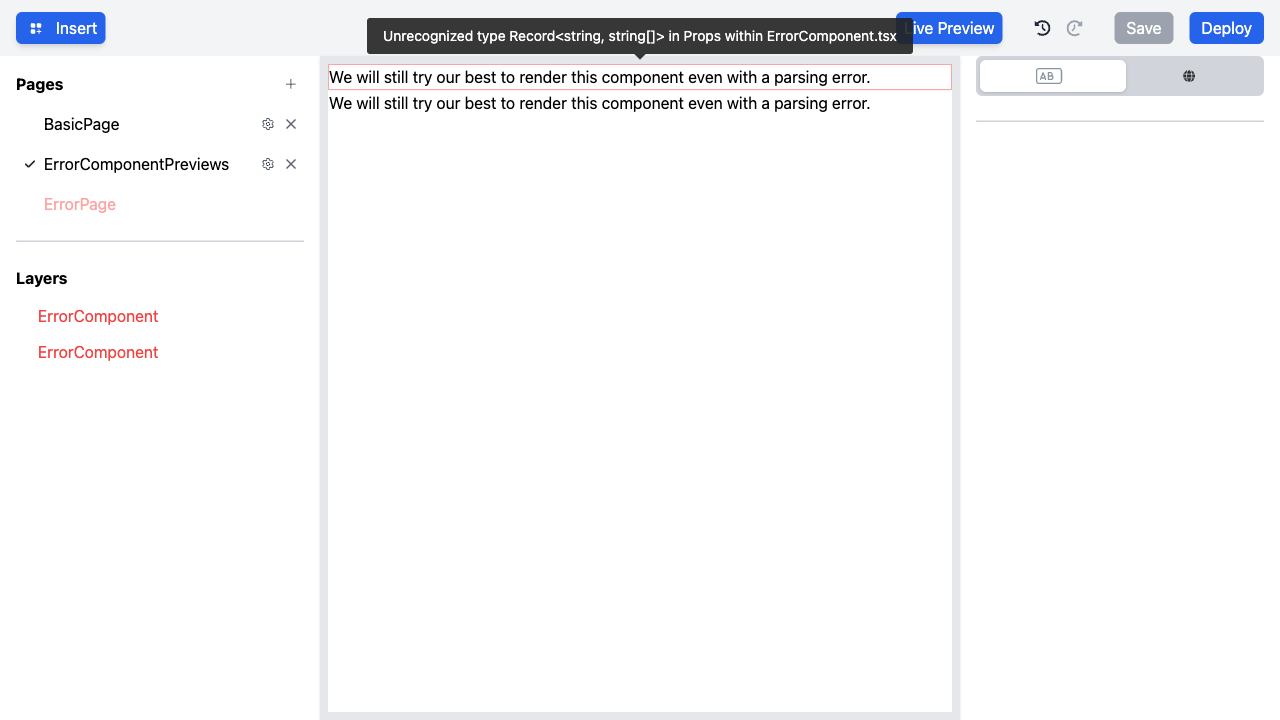 Insert
Unrecognized type Record<string, string[]> in Props within ErrorComponent.tsx
ive Preview
Save
Deploy
Pages
BasicPage
ErrorComponentPreviews
ErrorPage
Layers
ErrorComponent
ErrorComponent
We will still try our best to render this component even with a parsing error.
We will still try our best to render this component even with a parsing error.
AB